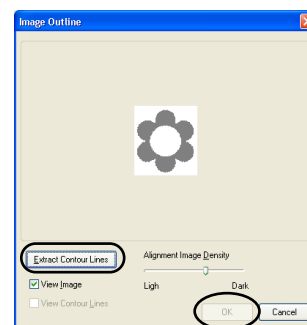 Image Outline
Extract Contour Lines
Alignment Image Density
View Image
Ligh
Dark
View Contour Lines
OK
Cancel